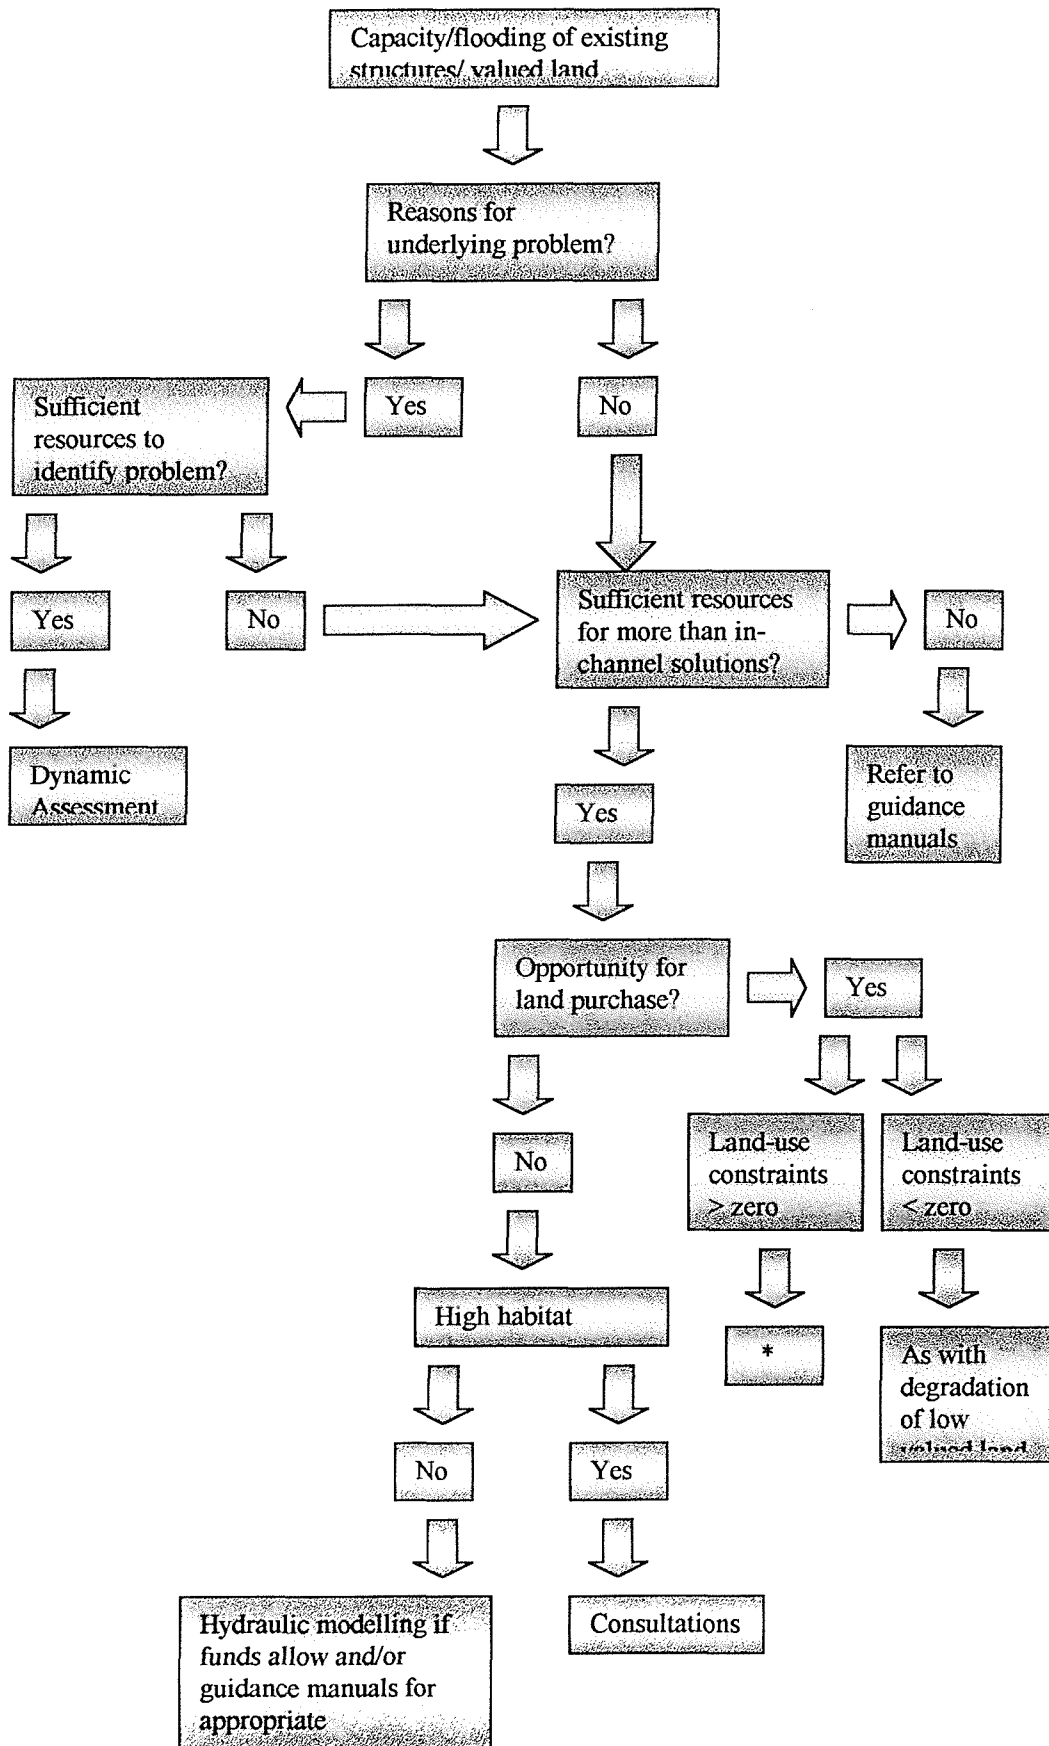 Capacity/flooding of existing
structures/ valued land
Reasons for
underlying problem?
Yes
No
Sufficient
resources to
identify problem?
Yes
No
Sufficient resources
for more than in-
channel solutions?
No
Dynamic
Assessment
Yes
Refer to
guidance
manuals
Opportunity for
land purchase?
Yes
No
Land-use
constraints
> zero
Land-use
constraints
< zero
High habitat
*
As with
degradation
of low
valued land
No
Yes
Hydraulic modelling if
funds allow and/or
guidance manuals for
appropriate
Consultations